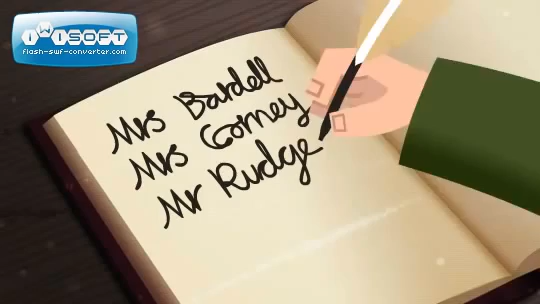 iWiSOFT
flash-swf-converter.com
Mrs Bardell
Mrs Corney
Mr Rudge